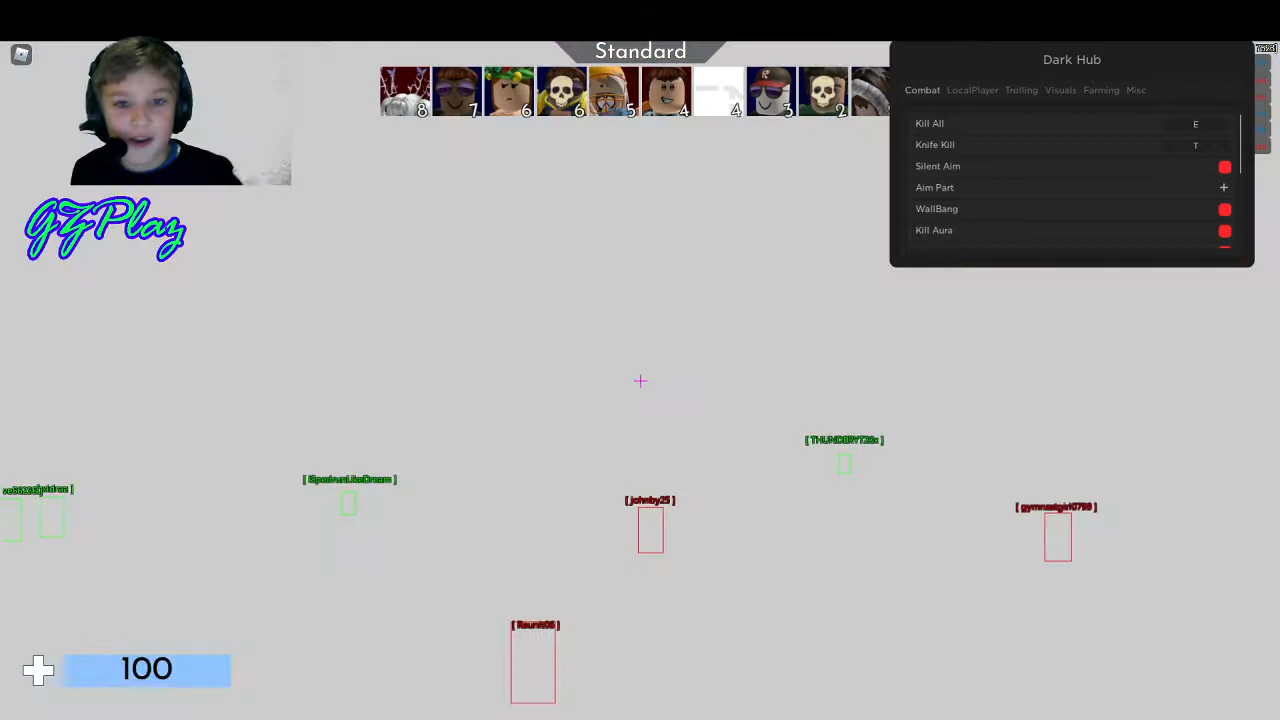 Standard
8 7 6 6 5 4 4 3 2
Dark Hub
Combat LocalPlayer Trolling Visuals Farming Misc
Kill All E
Knife Kill T
Silent Aim
Aim Part +
WallBang
Kill Aura
GZPlay
[ THUNDERYT20x ]
[ johnby25 ]
100